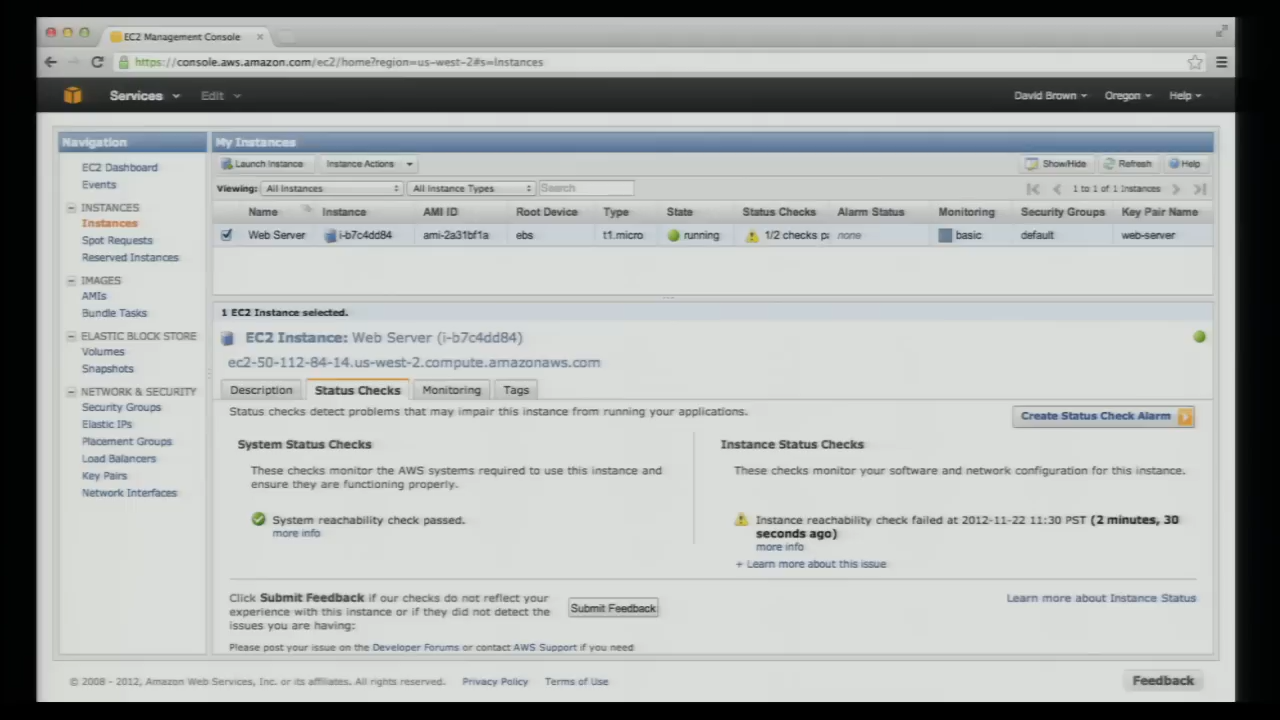 EC2 Management Console
https://console.aws.amazon.com/ec2/home?region=us-west-2#s=Instances
Services Edit David Brown Oregon Help
Navigation
EC2 Dashboard
Events
INSTANCES
Instances
Spot Requests
Reserved Instances
IMAGES
AMIs
Bundle Tasks
ELASTIC BLOCK STORE
Volumes
Snapshots
NETWORK & SECURITY
Security Groups
Elastic IPs
Placement Groups
Load Balancers
Key Pairs
Network Interfaces
My Instances
Launch Instance Instance Actions Show/Hide Refresh Help
Viewing: All Instances All Instance Types Search 1 to 1 of 1 Instances
Name Instance AMI ID Root Device Type State Status Checks Alarm Status Monitoring Security Groups Key Pair Name
Web Server i-b7c4dd84 ami-2a31bf1a ebs t1.micro running 1/2 checks pa none basic default web-server
1 EC2 Instance selected.
EC2 Instance: Web Server (i-b7c4dd84)
ec2-50-112-84-14.us-west-2.compute.amazonaws.com
Description Status Checks Monitoring Tags
Status checks detect problems that may impair this instance from running your applications.
Create Status Check Alarm
System Status Checks
These checks monitor the AWS systems required to use this instance and
ensure they are functioning properly.
System reachability check passed.
more info
Instance Status Checks
These checks monitor your software and network configuration for this instance.
Instance reachability check failed at 2012-11-22 11:30 PST (2 minutes, 30
seconds ago)
more info
+ Learn more about this issue
Click Submit Feedback if our checks do not reflect your
experience with this instance or if they did not detect the
issues you are having:
Submit Feedback
Learn more about Instance Status
Please post your issue on the Developer Forums or contact AWS Support if you need
© 2008 - 2012, Amazon Web Services, Inc. or its affiliates. All rights reserved. Privacy Policy Terms of Use
Feedback